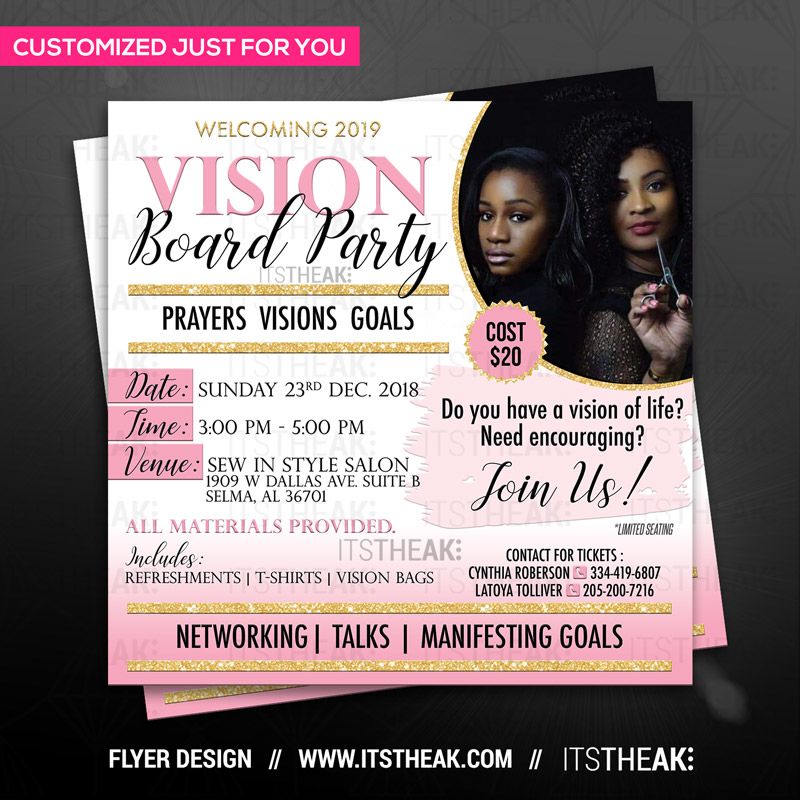 CUSTOMIZED JUST FOR YOU
WELCOMING 2019
VISION
Board Party
ITSTHEAK:
PRAYERS VISIONS GOALS
COST
$20
Date: SUNDAY 23RD DEC. 2018
Time: 3:00 PM - 5:00 PM
Venue: SEW IN STYLE SALON
1909 W DALLAS AVE. SUITE B
SELMA, AL 36701
Do you have a vision of life?
Need encouraging?
Join Us!
*LIMITED SEATING
ALL MATERIALS PROVIDED.
ITSTHEAK:
Includes:
REFRESHMENTS | T-SHIRTS | VISION BAGS
CONTACT FOR TICKETS :
CYNTHIA ROBERSON 334-419-6807
LATOYA TOLLIVER 205-200-7216
NETWORKING| TALKS | MANIFESTING GOALS
FLYER DESIGN // WWW.ITSTHEAK.COM // ITSTHEAK: